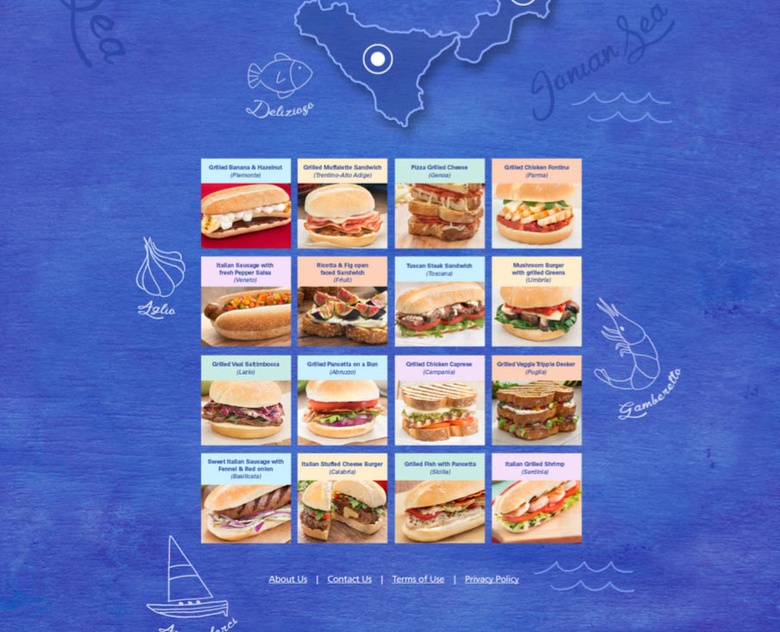 Sea
Jonian Sea
Delizioso
Grilled Banana & Hazelnut
(Piemonte)
Grilled Muffalette Sandwich
(Trentino-Alto Adige)
Pizza Grilled Cheese
(Genoa)
Grilled Chicken Fontina
(Parma)
Italian Sausage with
fresh Pepper Salsa
(Veneto)
Ricotta & Fig open
faced Sandwich
(Friuli)
Tuscan Steak Sandwich
(Toscana)
Mushroom Burger
with grilled Greens
(Umbria)
Aglio
Gamberetto
Grilled Veal Saltimbocca
(Lazio)
Grilled Pancetta on a Bun
(Abruzzo)
Grilled Chicken Caprese
(Campania)
Grilled Veggie Tripple Decker
(Puglia)
Sweet Italian Sausage with
Fennel & Red onion
(Basilicata)
Italian Stuffed Cheese Burger
(Calabria)
Grilled Fish with Pancetta
(Sicilia)
Italian Grilled Shrimp
(Sardinia)
About Us | Contact Us | Terms of Use | Privacy Policy